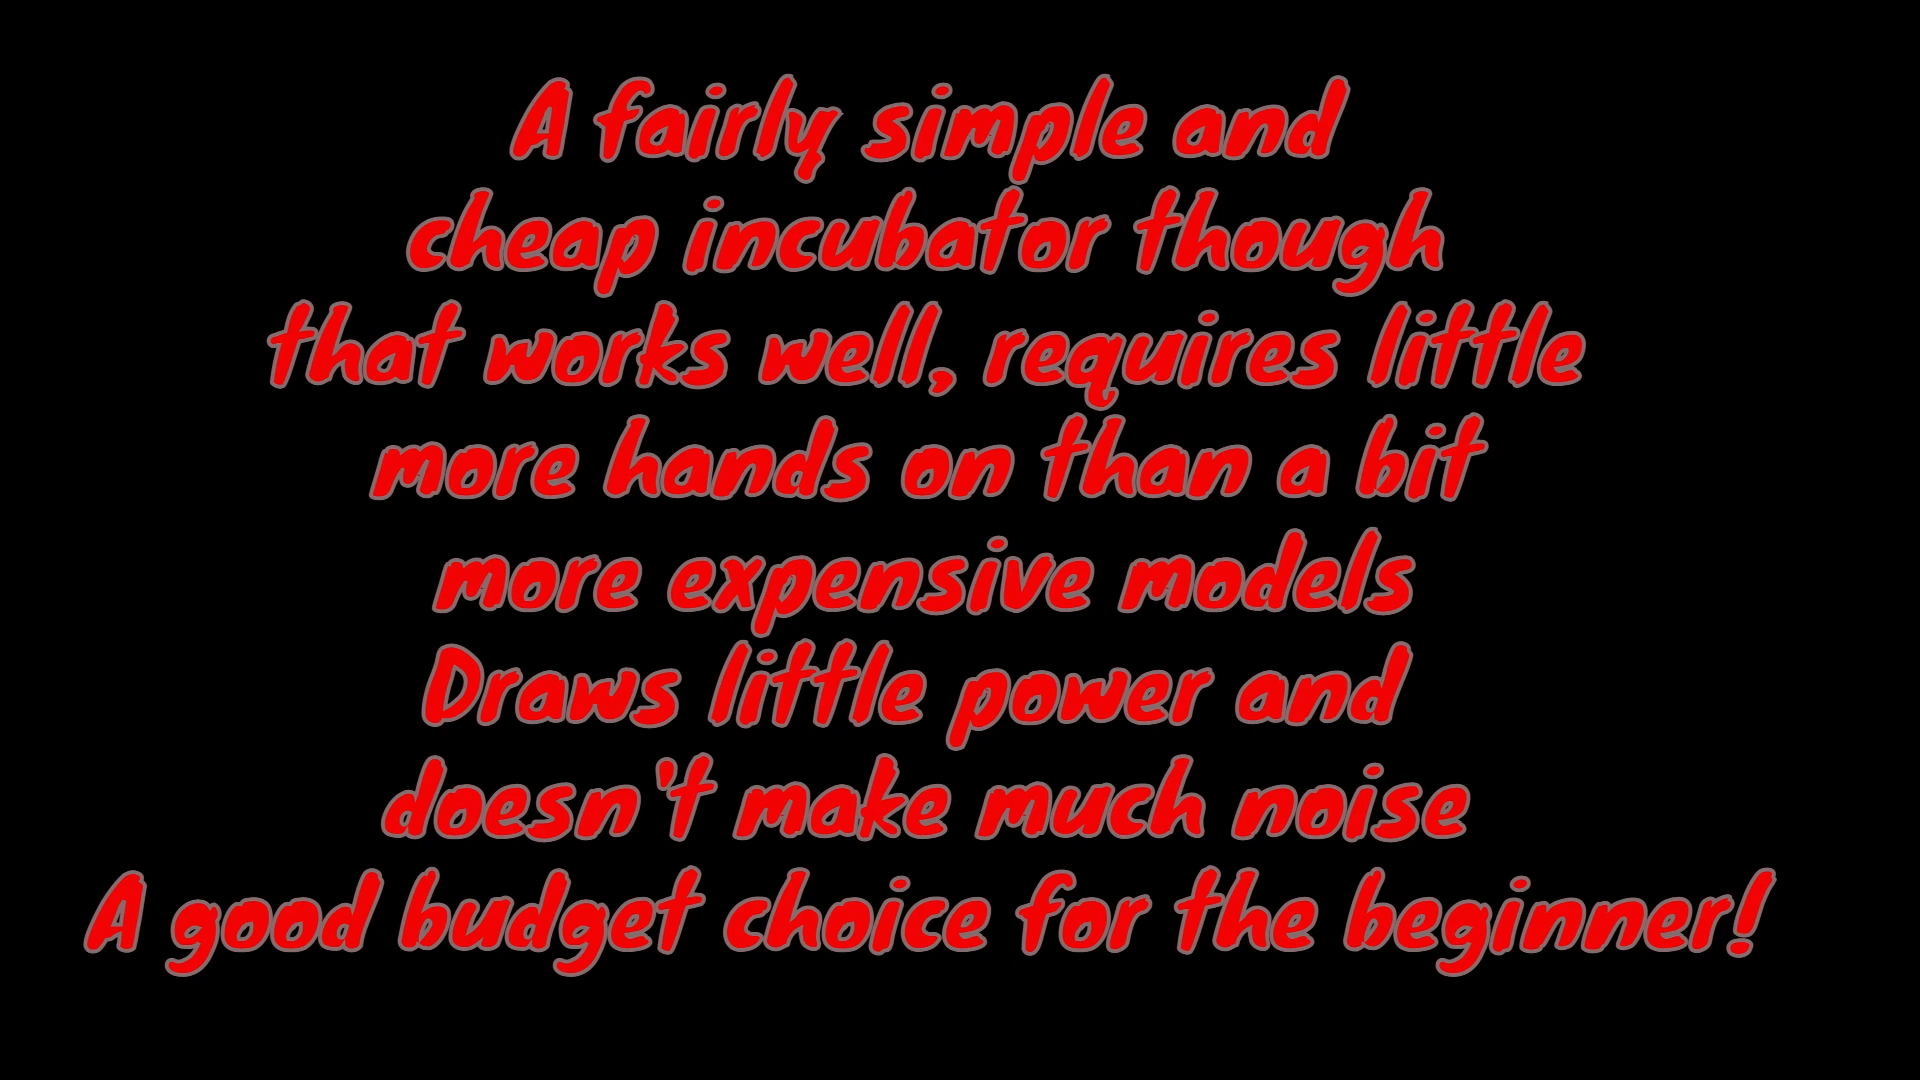 A fairly simple and
cheap incubator though
that works well, requires little
more hands on than a bit
more expensive models
Draws little power and
doesn't make much noise
A good budget choice for the beginner!